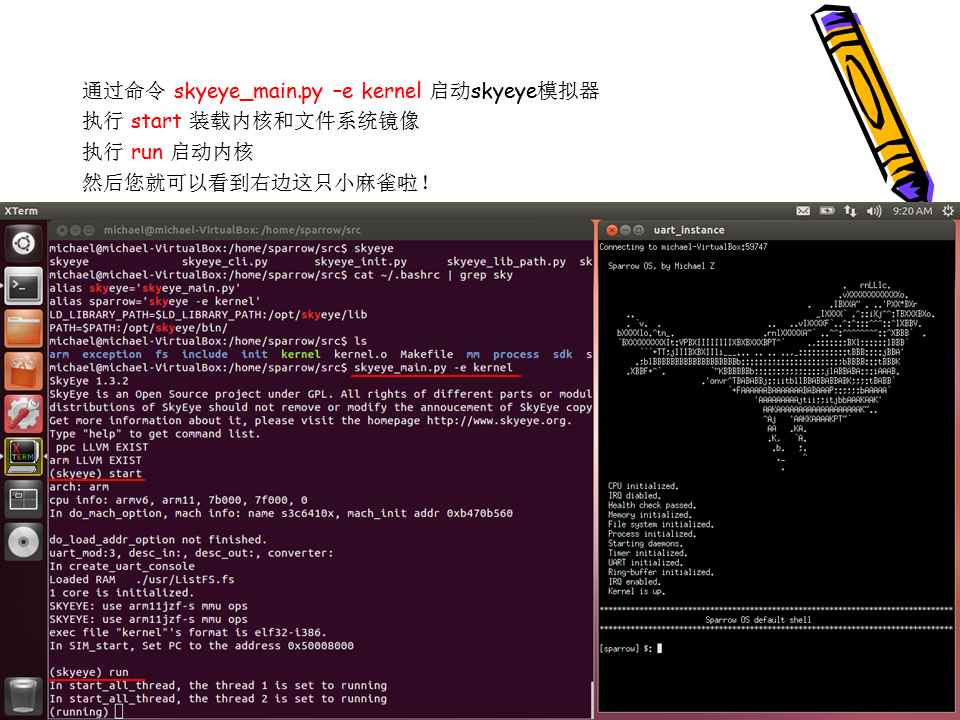 通过命令 skyeye_main.py –e kernel 启动skyeye模拟器
执行 start 装载内核和文件系统镜像
执行 run 启动内核
然后您就可以看到右边这只小麻雀啦！
XTerm
9:20 AM
michael@michael-VirtualBox: /home/sparrow/src
michael@michael-VirtualBox:/home/sparrow/src$ skyeye
skyeye skyeye_cli.py skyeye_init.py skyeye_lib_path.py sk
michael@michael-VirtualBox:/home/sparrow/src$ cat ~/.bashrc | grep sky
alias skyeye='skyeye_main.py'
alias sparrow='skyeye -e kernel'
LD_LIBRARY_PATH=$LD_LIBRARY_PATH:/opt/skyeye/lib
PATH=$PATH:/opt/skyeye/bin/
michael@michael-VirtualBox:/home/sparrow/src$ ls
arm exception fs include init kernel kernel.o Makefile mm process sdk s
michael@michael-VirtualBox:/home/sparrow/src$ skyeye_main.py -e kernel
SkyEye 1.3.2
SkyEye is an Open Source project under GPL. All rights of different parts or modul
distributions of SkyEye should not remove or modify the annoucement of SkyEye copy
Get more information about it, please visit the homepage http://www.skyeye.org.
Type "help" to get command list.
ppc LLVM EXIST
arm LLVM EXIST
(skyeye) start
arch: arm
cpu info: armv6, arm11, 7b000, 7f000, 0
In do_mach_option, mach info: name s3c6410x, mach_init addr 0xb470b560
do_load_addr_option not finished.
uart_mod:3, desc_in:, desc_out:, converter:
In create_uart_console
Loaded RAM ./usr/ListFS.fs
1 core is initialized.
SKYEYE: use arm11jzf-s mmu ops
SKYEYE: use arm11jzf-s mmu ops
exec file "kernel"'s format is elf32-i386.
In SIM_start, Set PC to the address 0x50008000
(skyeye) run
In start_all_thread, the thread 1 is set to running
In start_all_thread, the thread 2 is set to running
(running)
uart_instance
Connecting to michael-VirtualBox:59747
Sparrow OS, by Michael Z
CPU initialized.
IRQ diabled.
Health check passed.
Memory initialized.
File system initialized.
Process initialized.
Starting daemons.
Timer initialized.
UART initialized.
Ring-buffer initialized.
IRQ enabled.
Kernel is up.
Sparrow OS default shell
[sparrow] $: